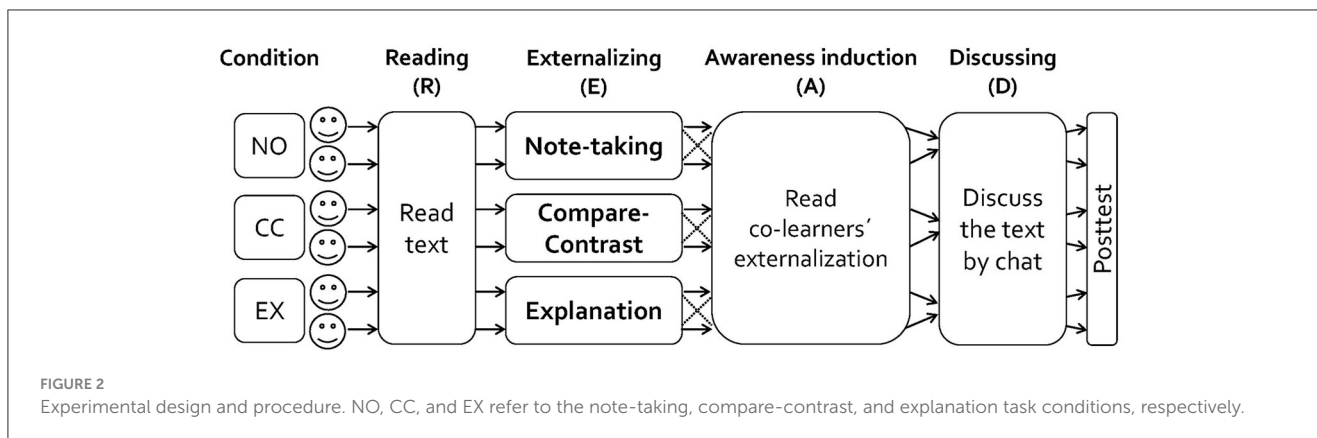 Condition
Reading
(R)
Externalizing
(E)
Awareness induction
(A)
Discussing
(D)
NO
CC
EX
Read
text
Note-taking
Compare-
Contrast
Explanation
Read
co-learners´
externalization
Discuss
the text
by chat
Posttest
FIGURE 2
Experimental design and procedure. NO, CC, and EX refer to the note-taking, compare-contrast, and explanation task conditions, respectively.